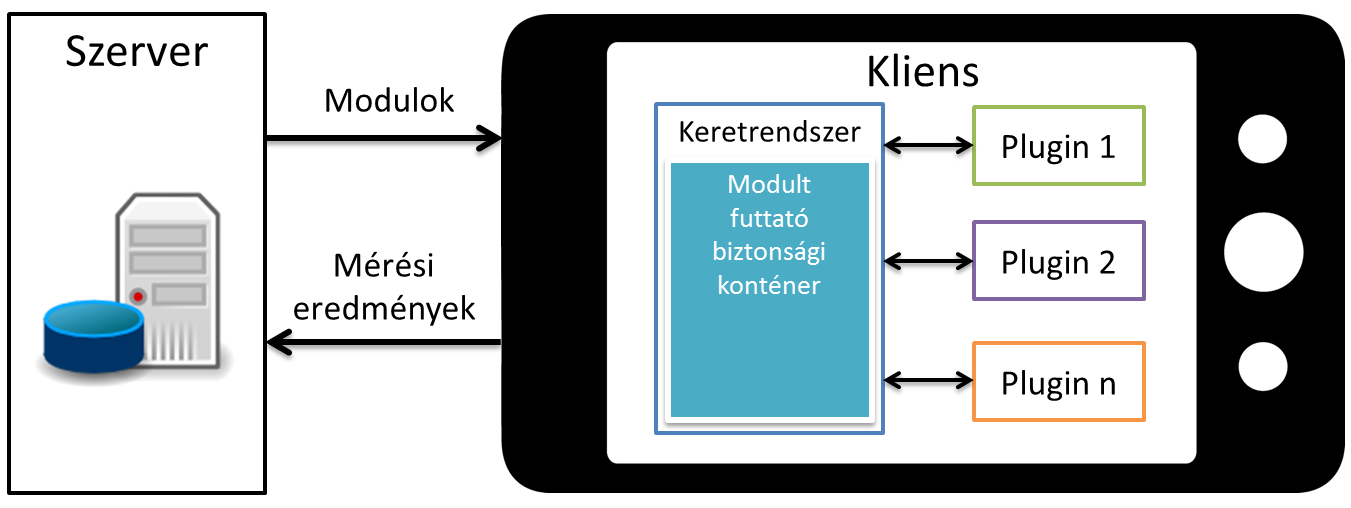 Szerver
Modulok
Mérési
eredmények
Kliens
Keretrendszer
Modult
futtató
biztonsági
konténer
Plugin 1
Plugin 2
Plugin n